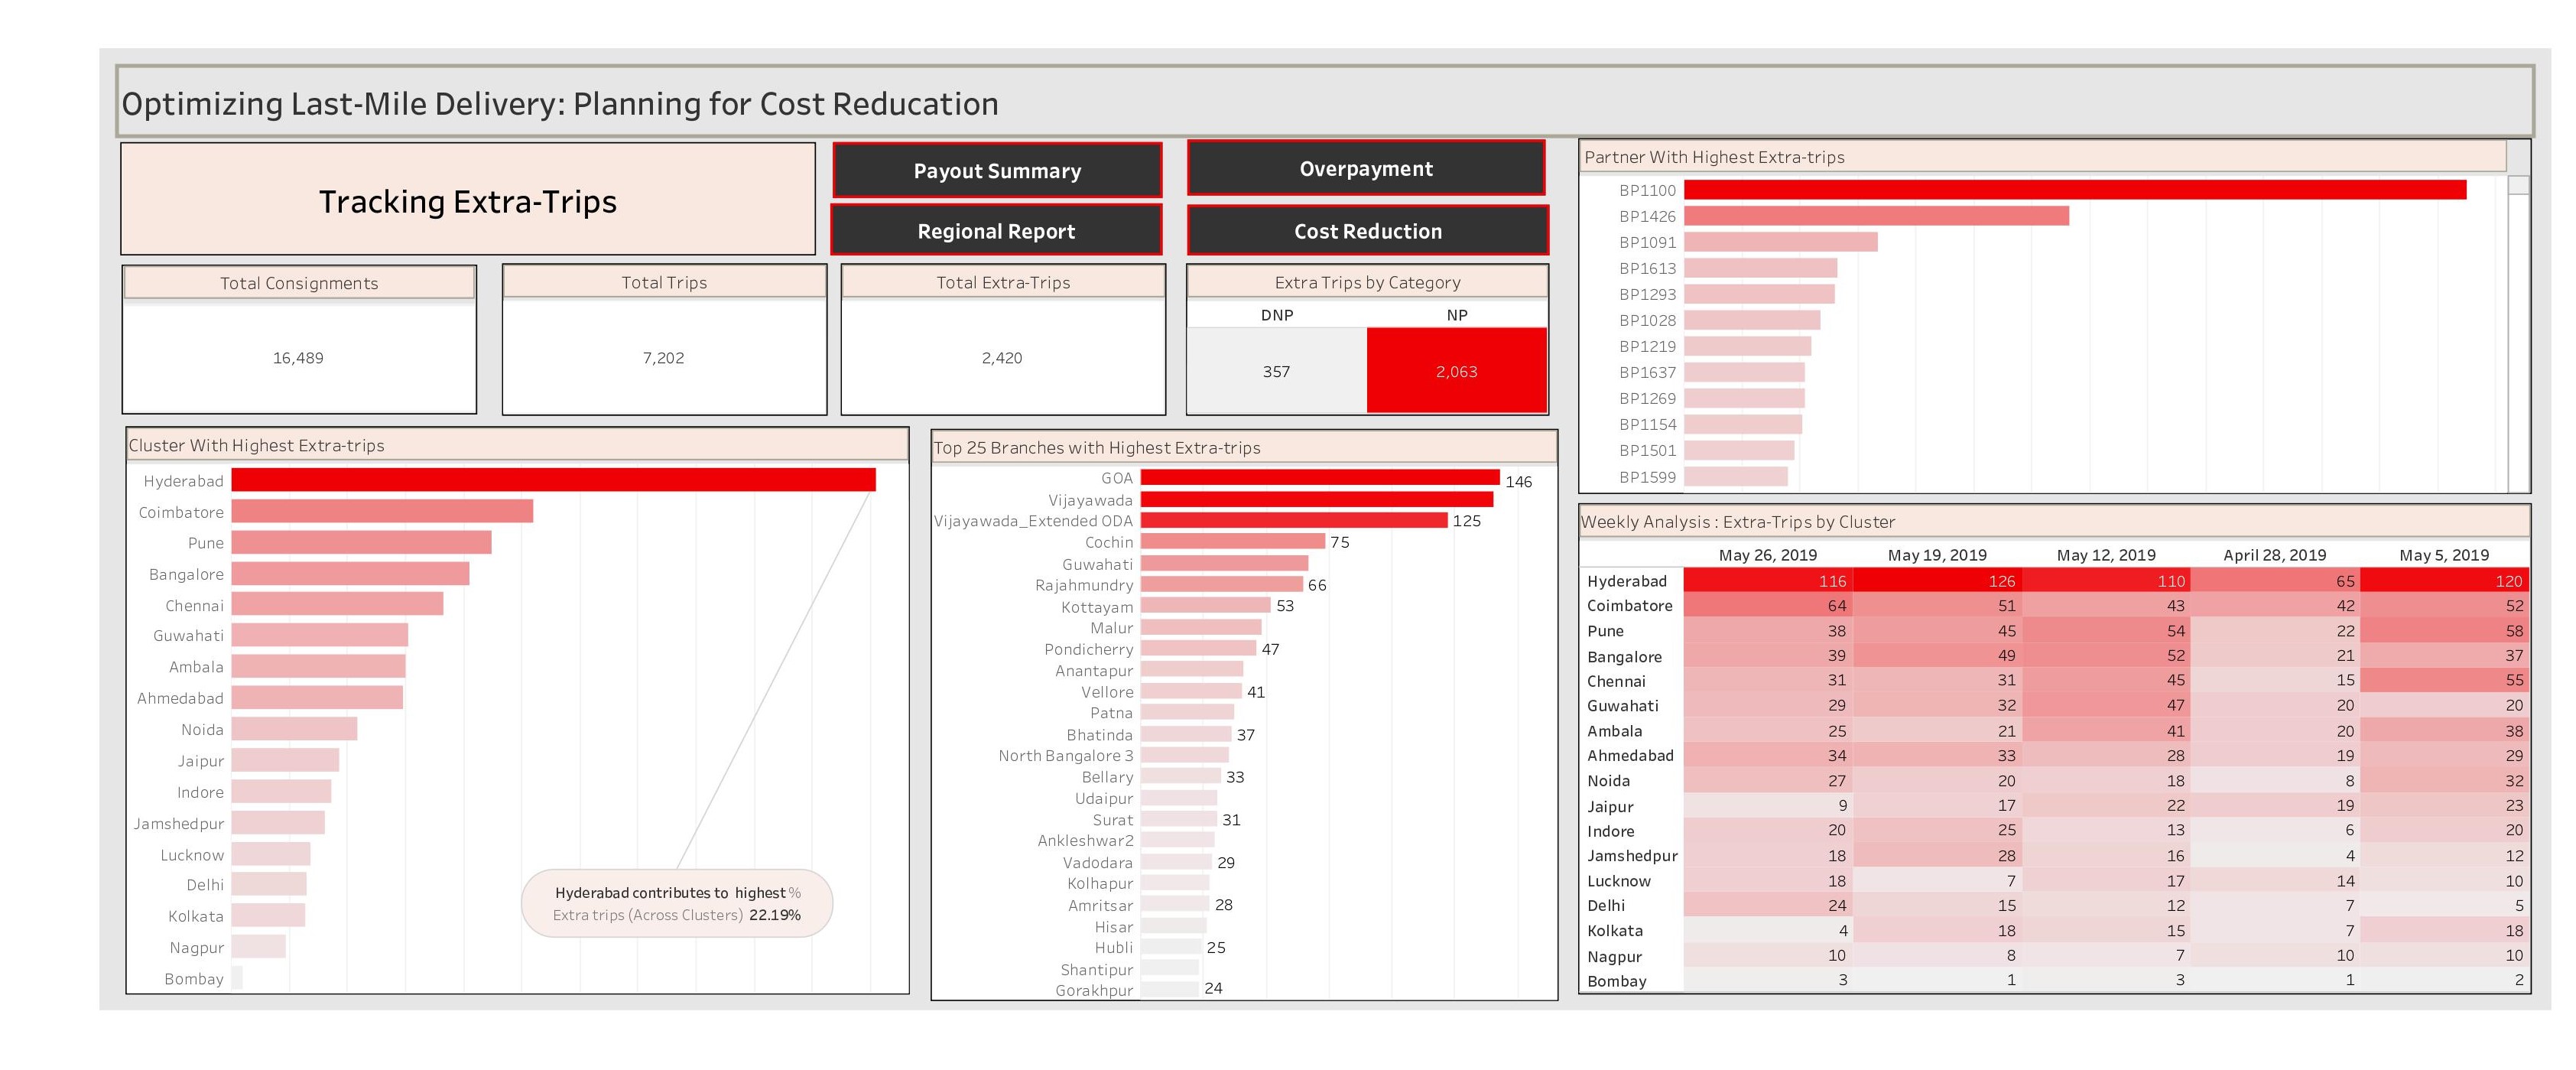 Optimizing Last-Mile Delivery: Planning for Cost Reducation
Tracking Extra-Trips
Payout Summary
Overpayment
Regional Report
Cost Reduction
Total Consignments
16,489
Total Trips
7,202
Total Extra-Trips
2,420
Extra Trips by Category
DNP NP
357 2,063
Cluster With Highest Extra-trips
Hyderabad
Coimbatore
Pune
Bangalore
Chennai
Guwahati
Ambala
Ahmedabad
Noida
Jaipur
Indore
Jamshedpur
Lucknow
Delhi
Kolkata
Nagpur
Bombay
Hyderabad contributes to highest %
Extra trips (Across Clusters) 22.19%
Top 25 Branches with Highest Extra-trips
GOA 146
Vijayawada
Vijayawada_Extended ODA 125
Cochin 75
Guwahati
Rajahmundry 66
Kottayam 53
Malur
Pondicherry 47
Anantapur
Vellore 41
Patna
Bhatinda 37
North Bangalore 3
Bellary 33
Udaipur
Surat 31
Ankleshwar2
Vadodara 29
Kolhapur
Amritsar 28
Hisar
Hubli 25
Shantipur
Gorakhpur 24
Partner With Highest Extra-trips
BP1100
BP1426
BP1091
BP1613
BP1293
BP1028
BP1219
BP1637
BP1269
BP1154
BP1501
BP1599
Weekly Analysis : Extra-Trips by Cluster
May 26, 2019 May 19, 2019 May 12, 2019 April 28, 2019 May 5, 2019
Hyderabad 116 126 110 65 120
Coimbatore 64 51 43 42 52
Pune 38 45 54 22 58
Bangalore 39 49 52 21 37
Chennai 31 31 45 15 55
Guwahati 29 32 47 20 20
Ambala 25 21 41 20 38
Ahmedabad 34 33 28 19 29
Noida 27 20 18 8 32
Jaipur 9 17 22 19 23
Indore 20 25 13 6 20
Jamshedpur 18 28 16 4 12
Lucknow 18 7 17 14 10
Delhi 24 15 12 7 5
Kolkata 4 18 15 7 18
Nagpur 10 8 7 10 10
Bombay 3 1 3 1 2